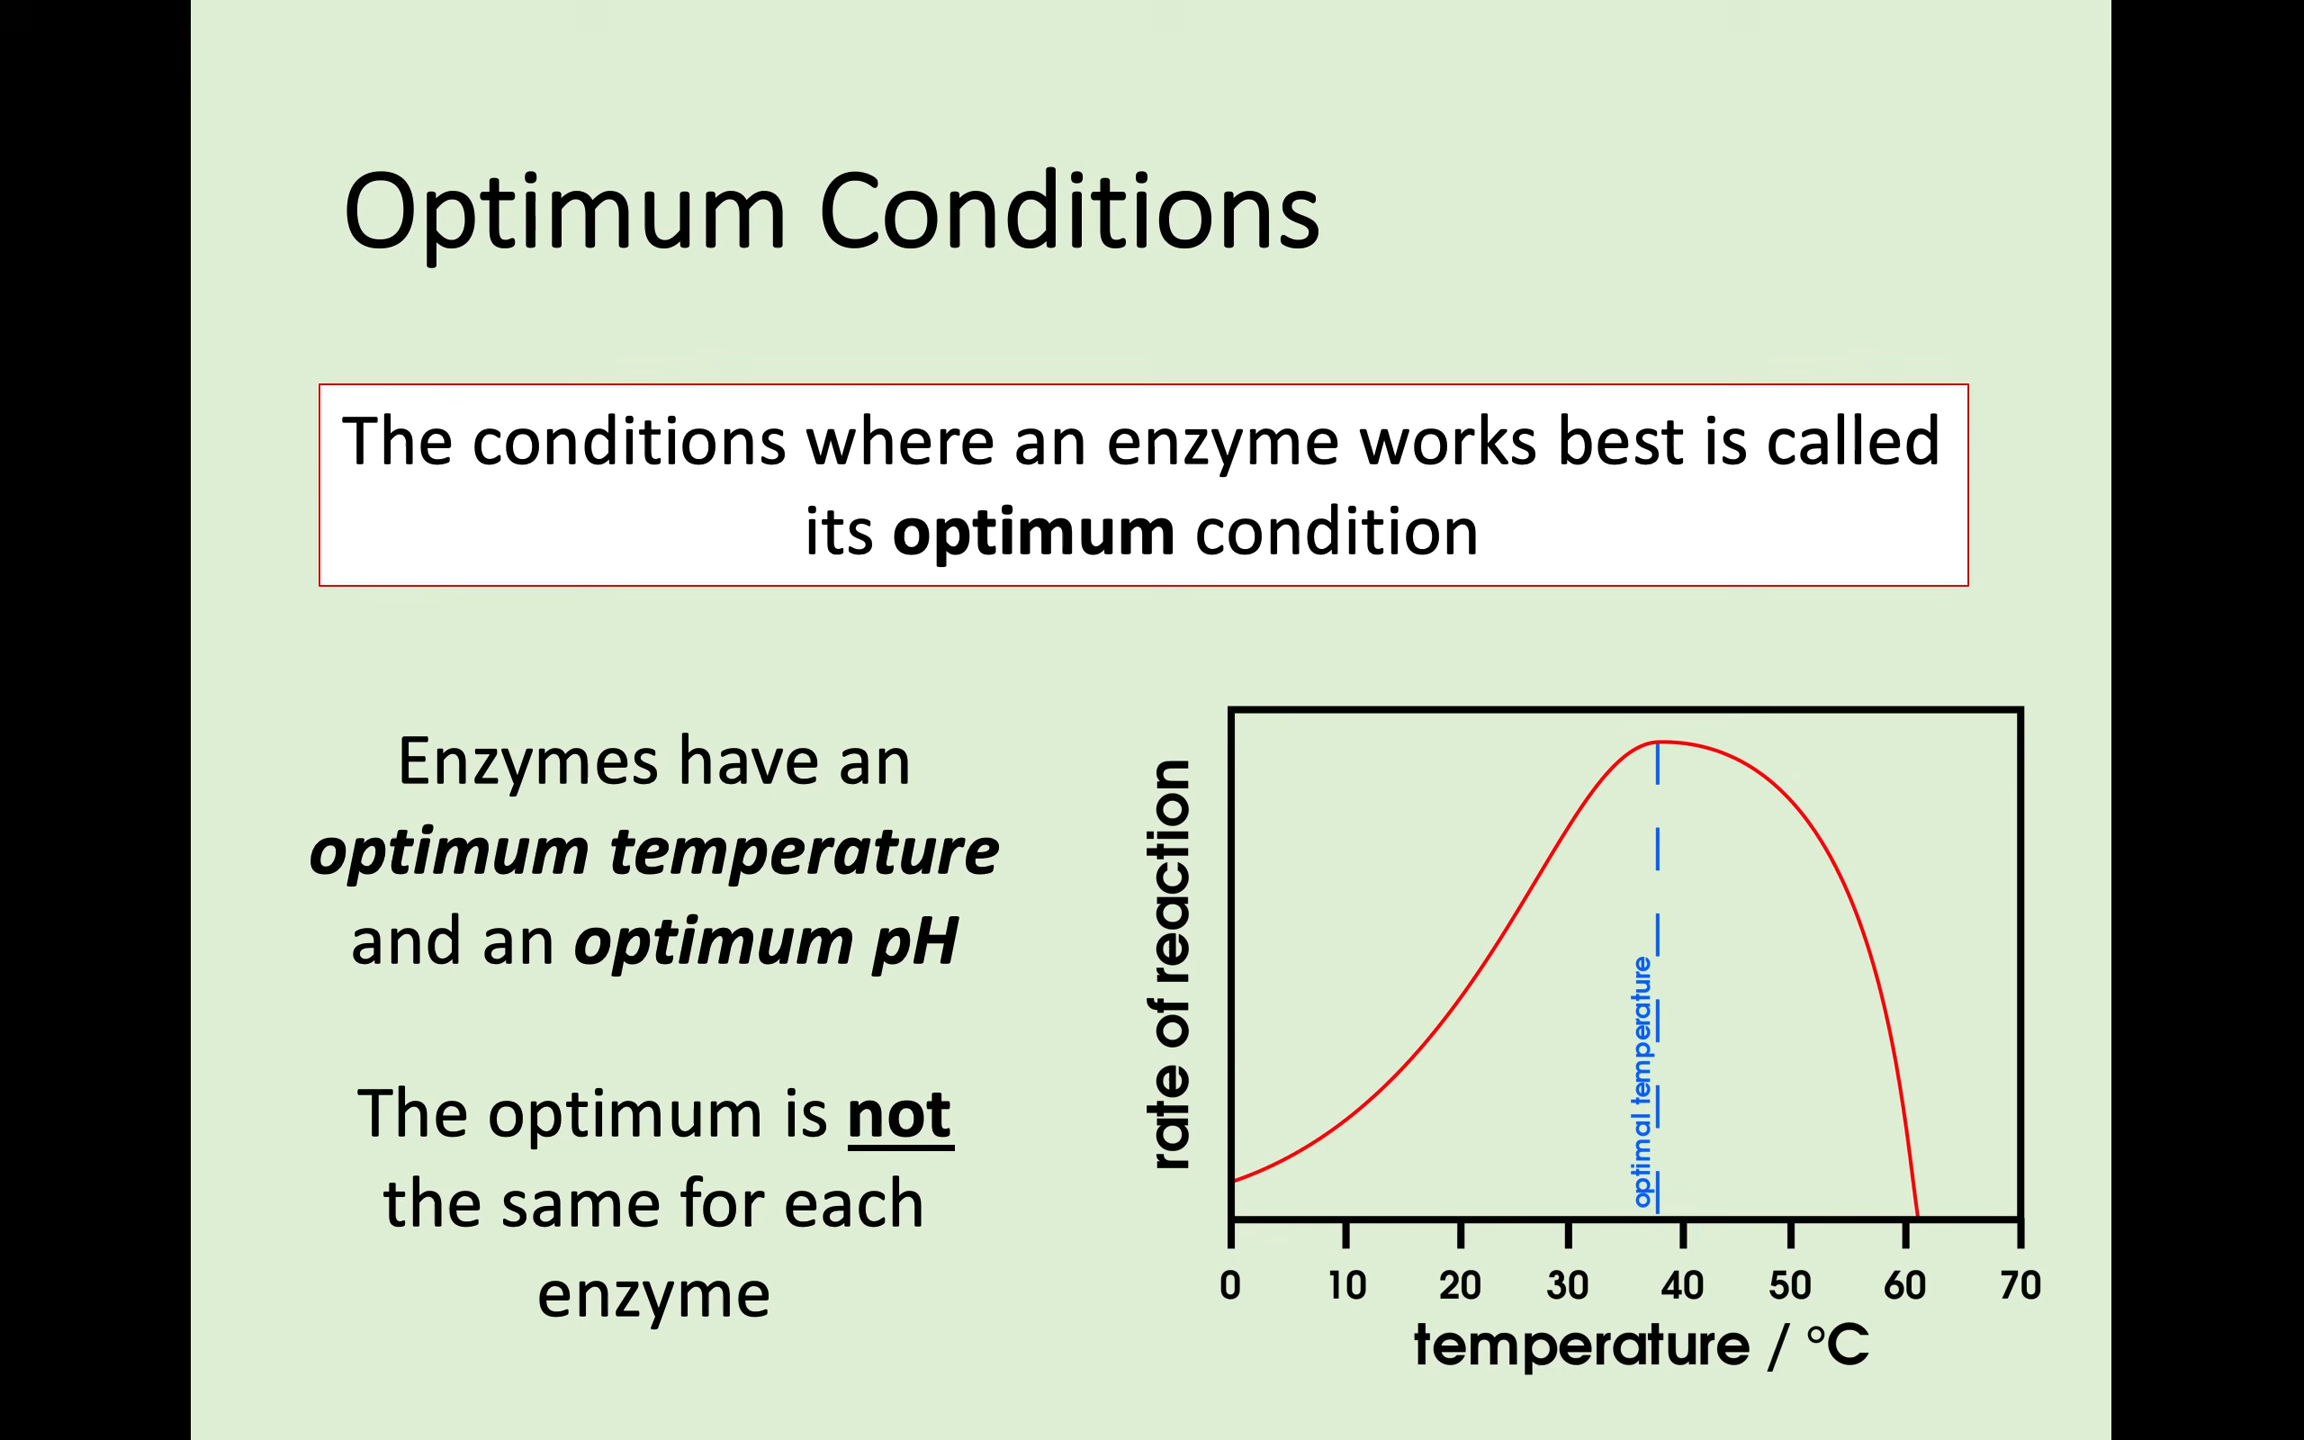 Optimum Conditions
The conditions where an enzyme works best is called
its optimum condition
Enzymes have an
optimum temperature
and an optimum pH
The optimum is not
the same for each
enzyme
rate of reaction
optimal temperature
0 10 20 30 40 50 60 70
temperature / °C